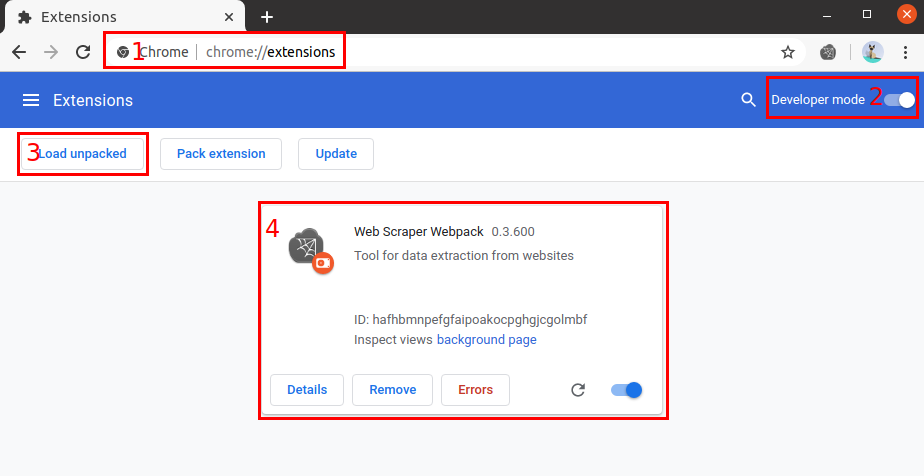 Extensions
1 Chrome chrome://extensions
Extensions
Developer mode 2
3 Load unpacked
Pack extension
Update
4
Web Scraper Webpack 0.3.600
Tool for data extraction from websites
ID: hafhbmnpefgfaipoakocpghgjcgolmbf
Inspect views background page
Details
Remove
Errors